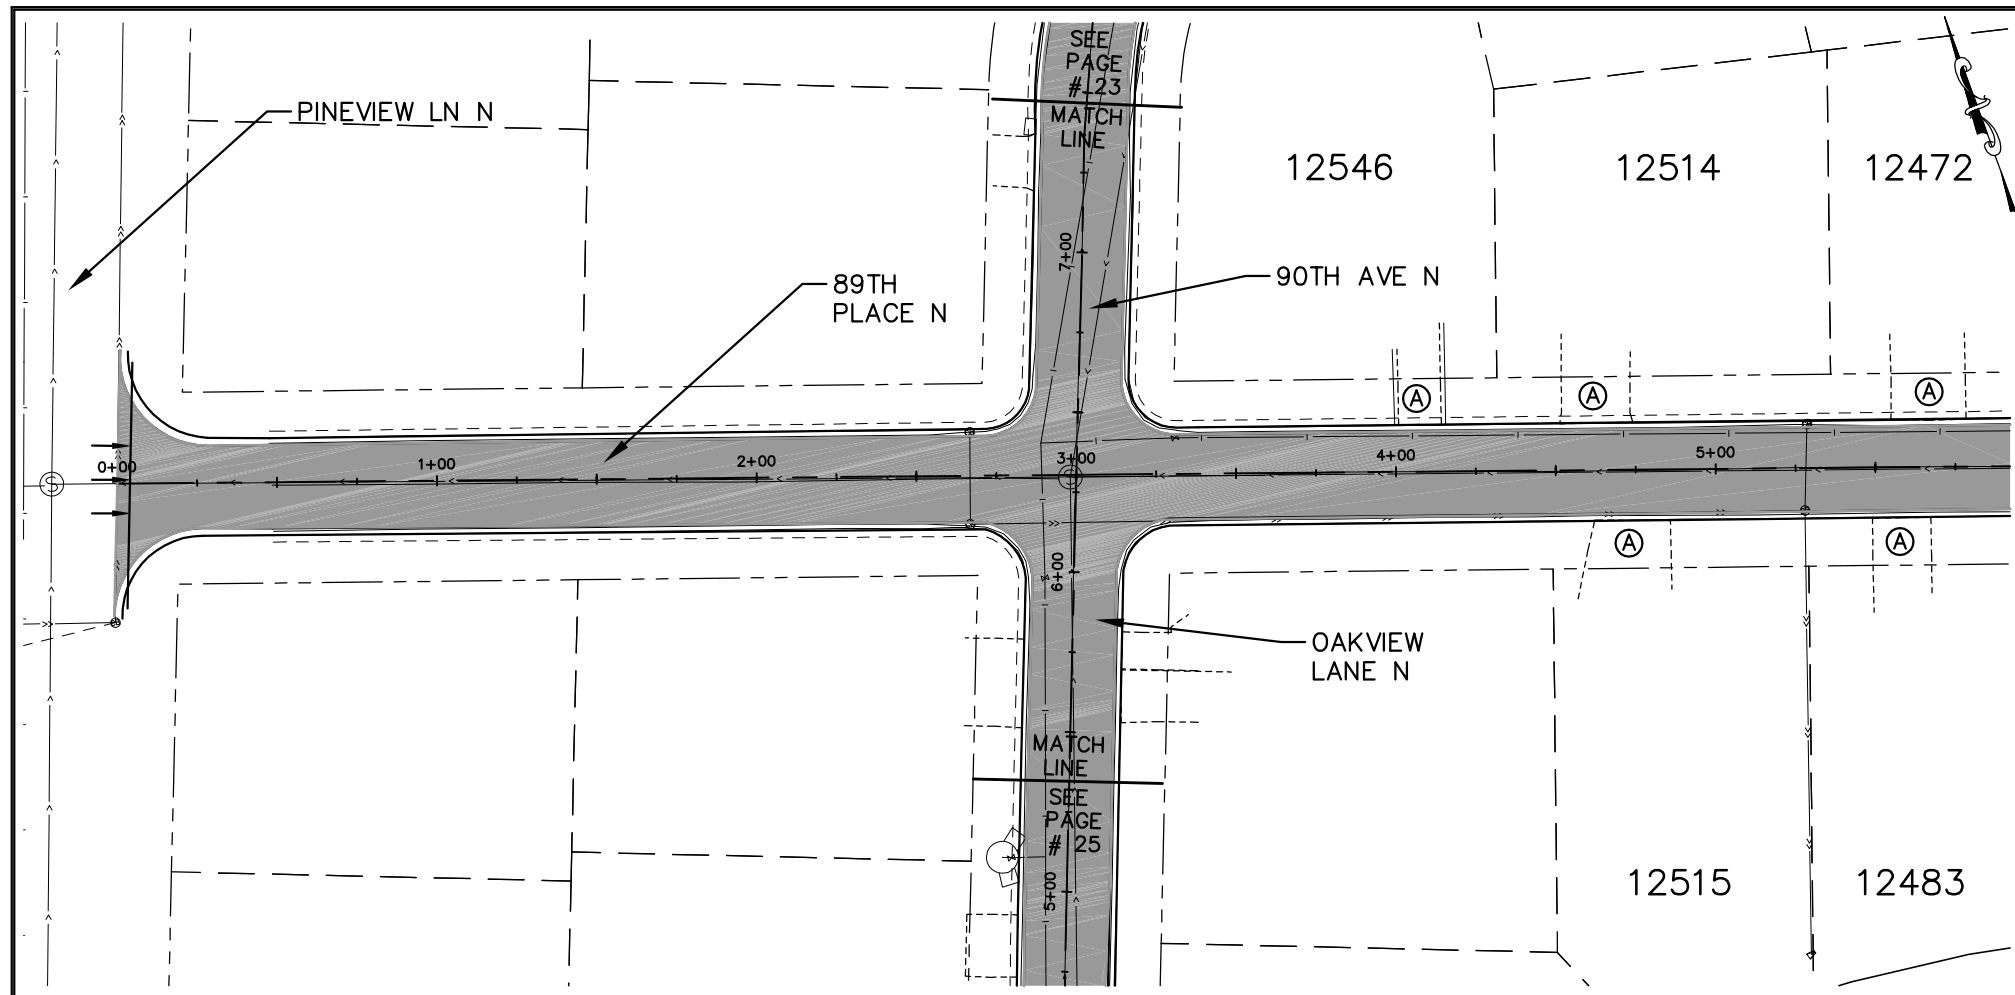 SEE
PAGE
# 23
MATCH
LINE
PINEVIEW LN N
12546
12514
12472
7+00
90TH AVE N
89TH
PLACE N
A
A
A
0+00
1+00
2+00
3+00
4+00
5+00
S
S
A
A
6+00
OAKVIEW
LANE N
MATCH
LINE
SEE
PAGE
# 25
5+00
12515
12483